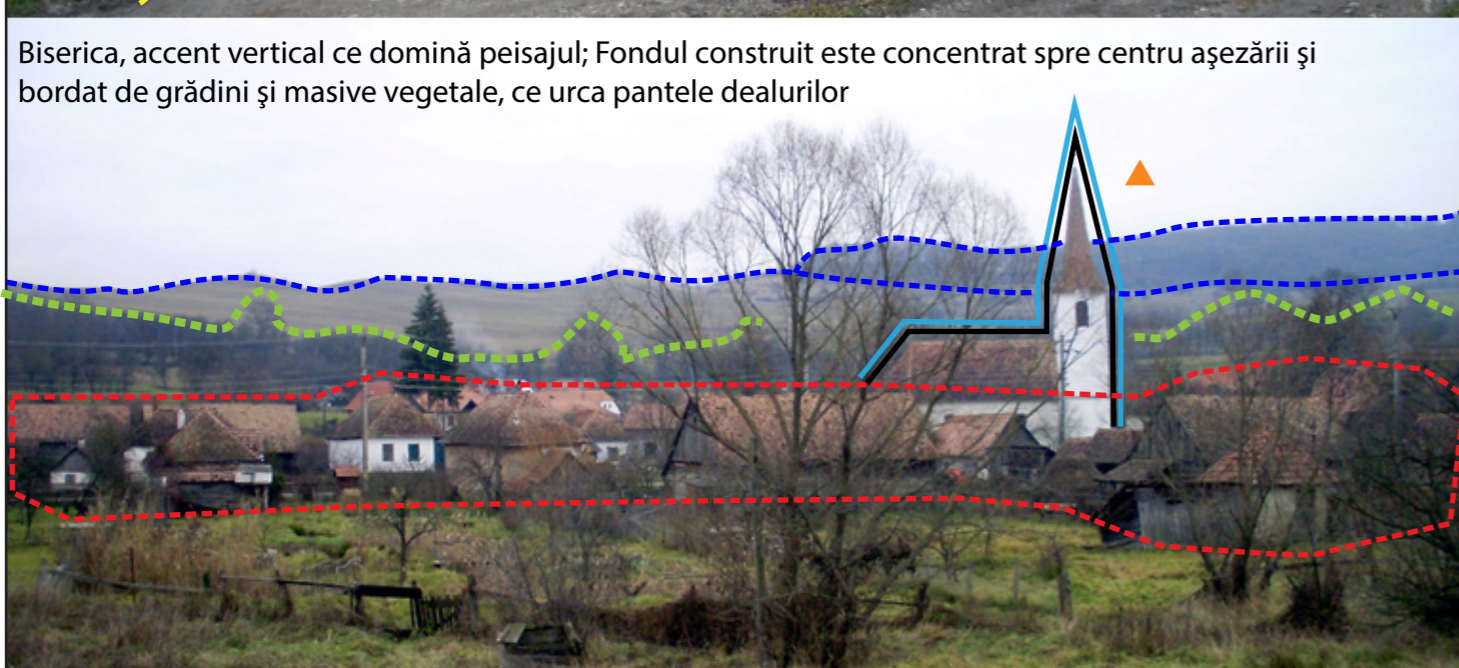 Biserica, accent vertical ce domină peisajul; Fondul construit este concentrat spre centru aşezării şi
bordat de grădini şi masive vegetale, ce urca pantele dealurilor